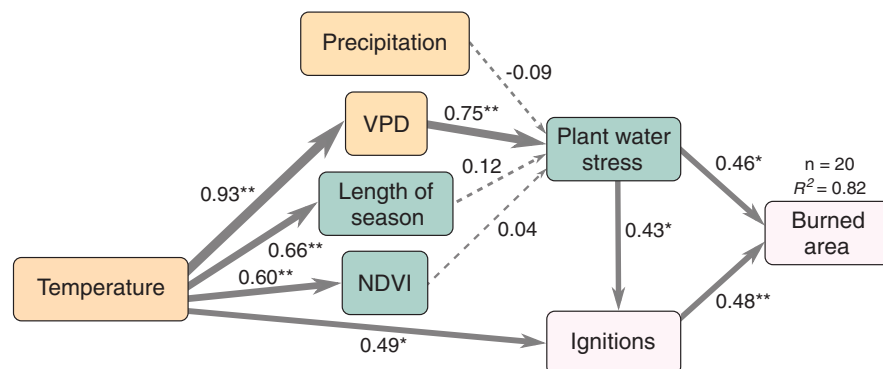 Precipitation
-0.09
VPD
0.75**
Plant water
stress
0.93**
Length of
season
0.12
0.46*
n = 20
R² = 0.82
Burned
area
0.66**
0.04
0.43*
Temperature
0.60**
NDVI
0.48**
0.49*
Ignitions